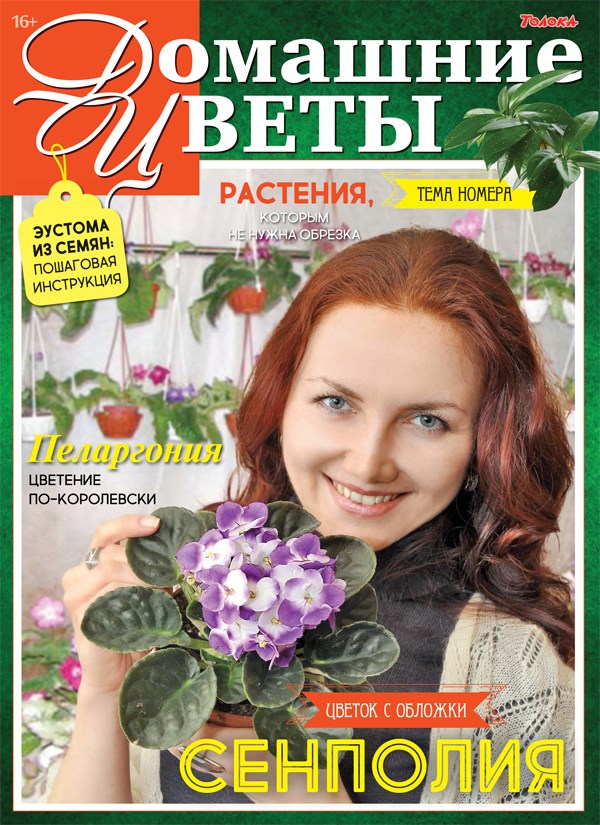 16+
Толока
Домашние
Цветы
Эустома
из семян:
пошаговая
инструкция
Растения,
которым
не нужна обрезка
Тема номера
Пеларгония
цветение
по-королевски
Цветок с обложки
СЕНПОЛИЯ